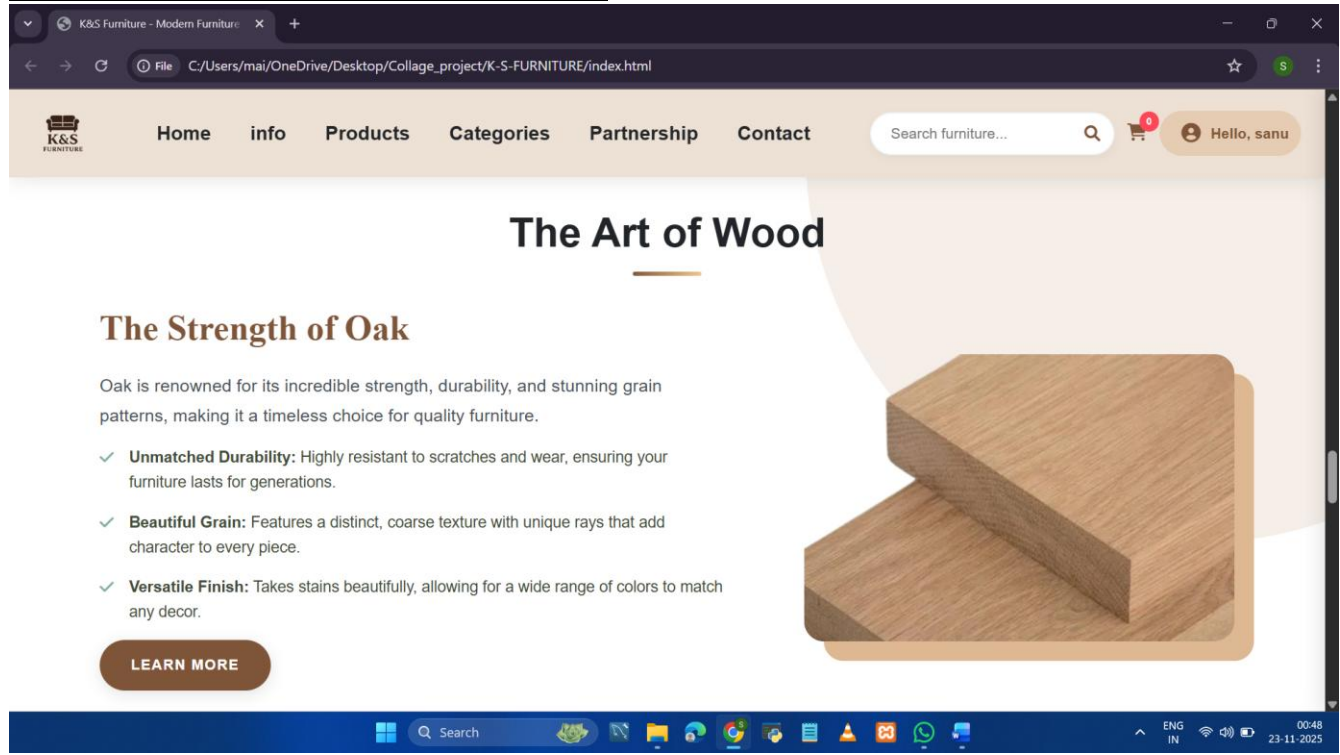 K&S Furniture - Modern Furniture
File C:/Users/mai/OneDrive/Desktop/Collage_project/K-S-FURNITURE/index.html
S
K&S
FURNITURE
Home info Products Categories Partnership Contact Search furniture... 0 Hello, sanu
The Art of Wood
The Strength of Oak
Oak is renowned for its incredible strength, durability, and stunning grain
patterns, making it a timeless choice for quality furniture.
Unmatched Durability: Highly resistant to scratches and wear, ensuring your
furniture lasts for generations.
Beautiful Grain: Features a distinct, coarse texture with unique rays that add
character to every piece.
Versatile Finish: Takes stains beautifully, allowing for a wide range of colors to match
any decor.
LEARN MORE
Search
ENG
IN
00:48
23-11-2025